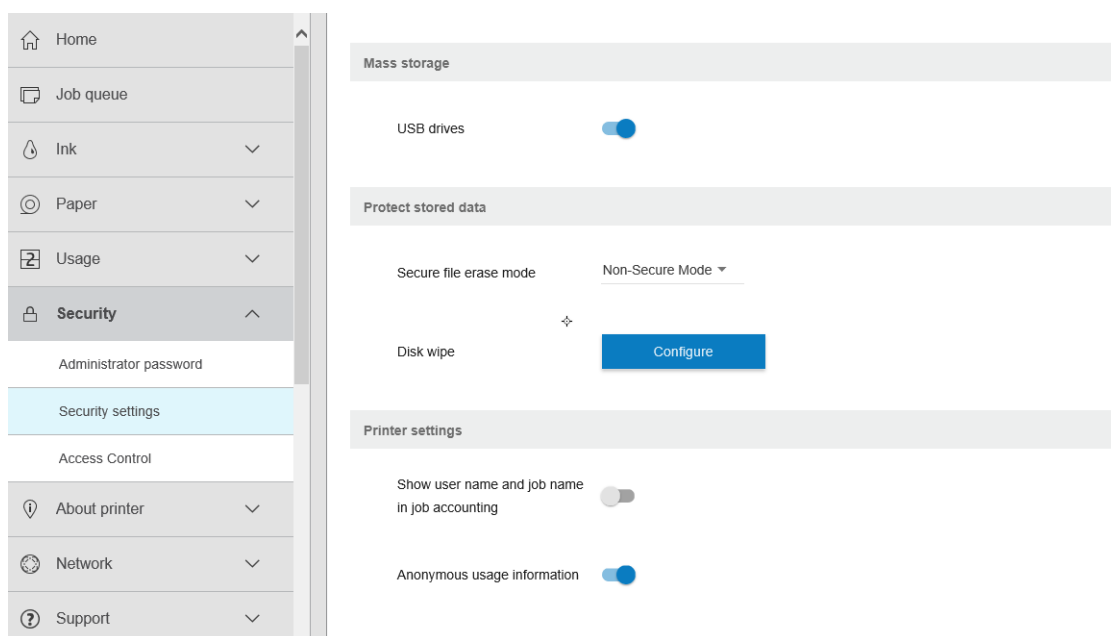 Home
Job queue
Ink
Paper
Usage
Security
Administrator password
Security settings
Access Control
About printer
Network
Support
Mass storage
USB drives
Protect stored data
Secure file erase mode
Non-Secure Mode
Disk wipe
Configure
Printer settings
Show user name and job name
in job accounting
Anonymous usage information